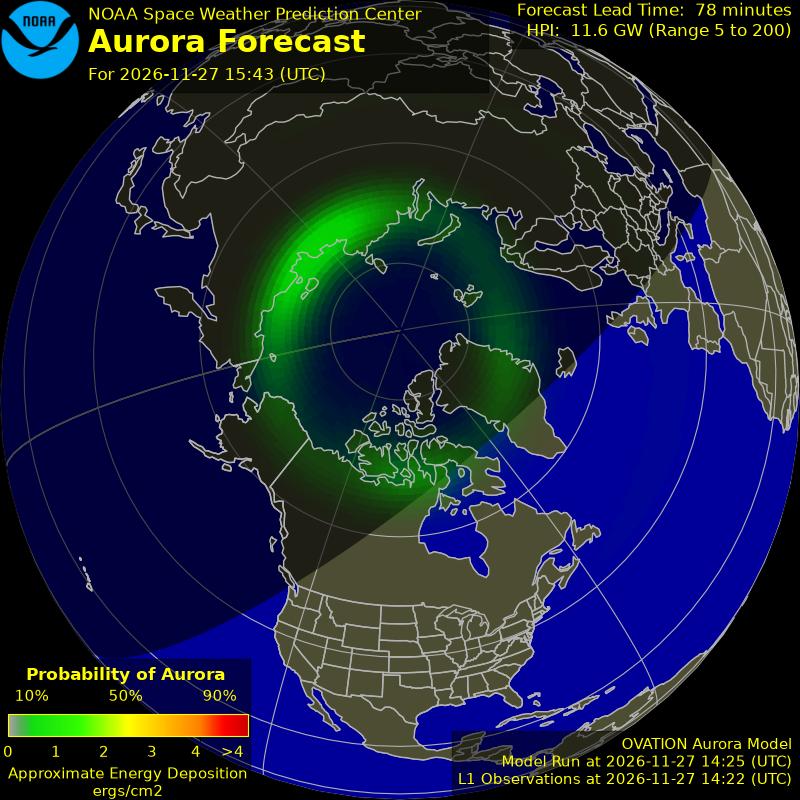 NOAA
NOAA Space Weather Prediction Center
Aurora Forecast
For 2026-11-27 15:43 (UTC)
Forecast Lead Time: 78 minutes
HPI: 11.6 GW (Range 5 to 200)
Probability of Aurora
10% 50% 90%
0 1 2 3 4 >4
Approximate Energy Deposition
ergs/cm2
OVATION Aurora Model
Model Run at 2026-11-27 14:25 (UTC)
L1 Observations at 2026-11-27 14:22 (UTC)